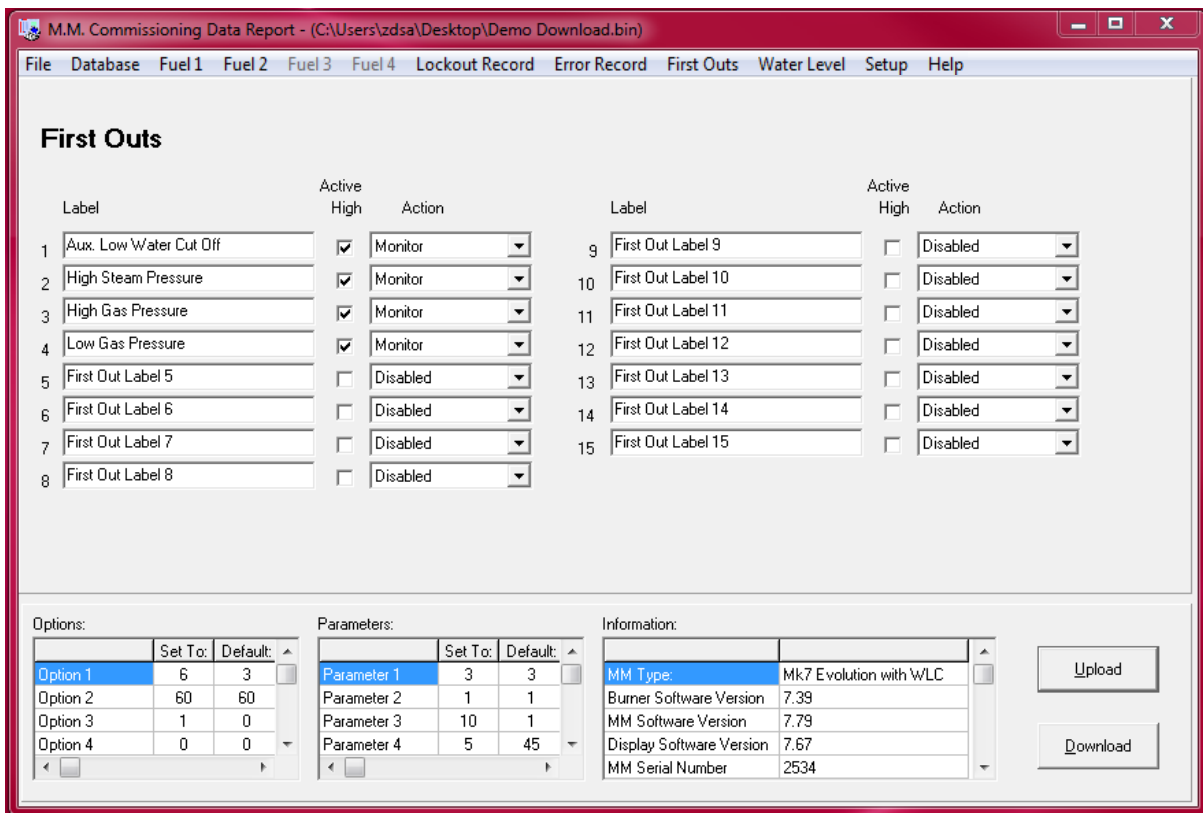 M.M. Commissioning Data Report - (C:\Users\zdsa\Desktop\Demo Download.bin)
File Database Fuel 1 Fuel 2 Fuel 3 Fuel 4 Lockout Record Error Record First Outs Water Level Setup Help
First Outs
Active Active
Label High Action Label High Action
1 Aux. Low Water Cut Off Monitor 9 First Out Label 9 Disabled
2 High Steam Pressure Monitor 10 First Out Label 10 Disabled
3 High Gas Pressure Monitor 11 First Out Label 11 Disabled
4 Low Gas Pressure Monitor 12 First Out Label 12 Disabled
5 First Out Label 5 Disabled 13 First Out Label 13 Disabled
6 First Out Label 6 Disabled 14 First Out Label 14 Disabled
7 First Out Label 7 Disabled 15 First Out Label 15 Disabled
8 First Out Label 8 Disabled
Options: Parameters: Information:
Set To: Default: Set To: Default:
Option 1 6 3 Parameter 1 3 3 MM Type: Mk7 Evolution with WLC
Option 2 60 60 Parameter 2 1 1 Burner Software Version 7.39
Option 3 1 0 Parameter 3 10 1 MM Software Version 7.79
Option 4 0 0 Parameter 4 5 45 Display Software Version 7.67
MM Serial Number 2534
Upload
Download